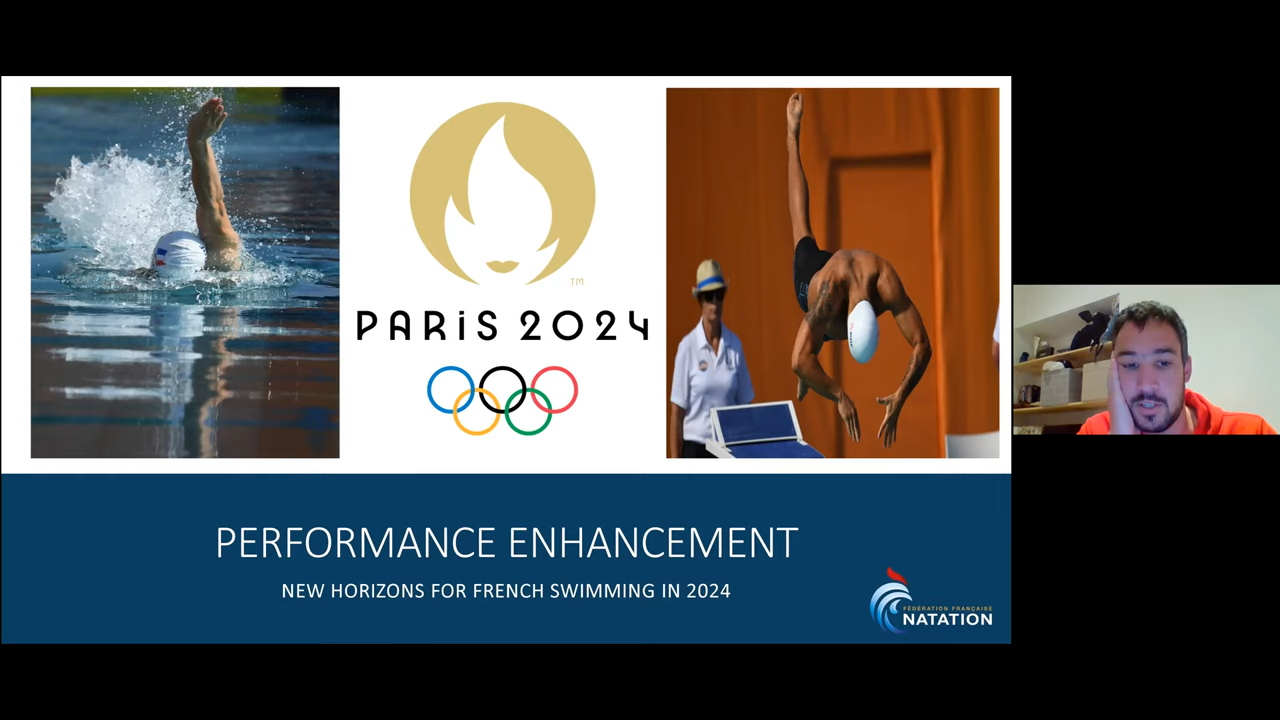 TM
PARiS 2024
PERFORMANCE ENHANCEMENT
NEW HORIZONS FOR FRENCH SWIMMING IN 2024
FÉDÉRATION FRANÇAISE
NATATION